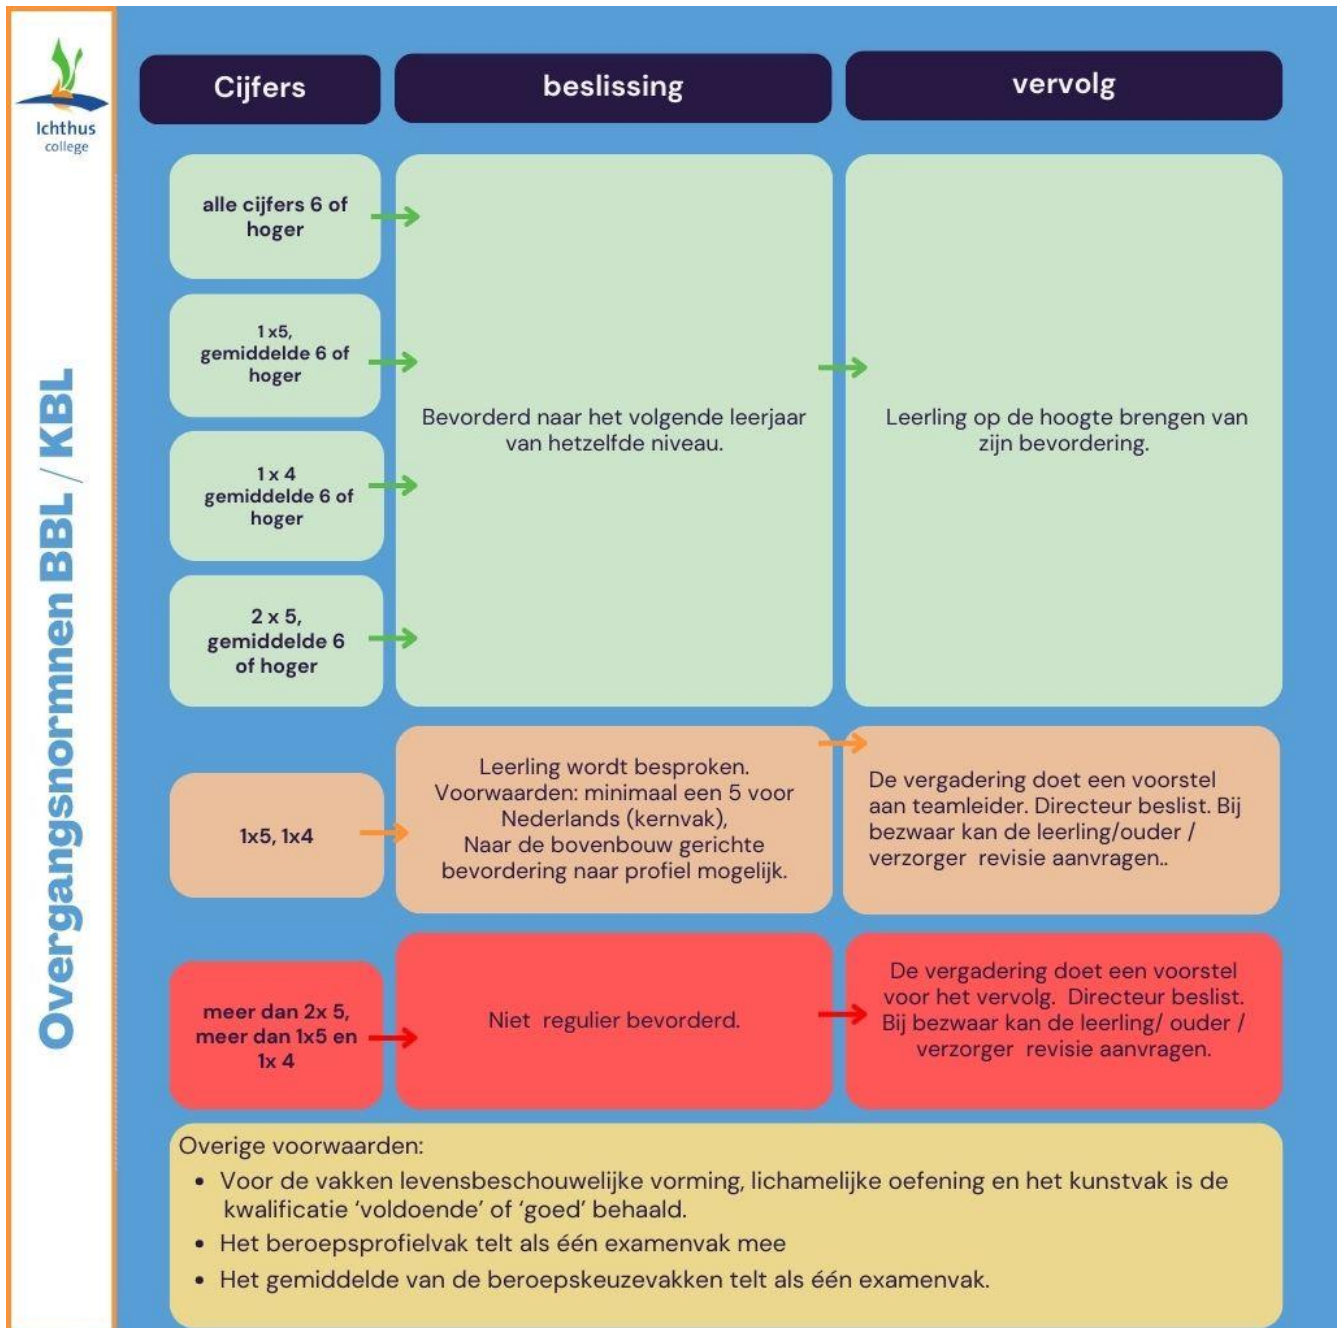 Ichthus
college
Overgangsnormnen BBL / KBL
Cijfers
beslissing
vervolg
alle cijfers 6 of
hoger
1 x5,
gemiddelde 6 of
hoger
1 x 4
gemiddelde 6 of
hoger
2 x 5,
gemiddelde 6
of hoger
Bevorderd naar het volgende leerjaar
van hetzelfde niveau.
Leerling op de hoogte brengen van
zijn bevordering.
1x5, 1x4
Leerling wordt besproken.
Voorwaarden: minimaal een 5 voor
Nederlands (kernvak),
Naar de bovenbouw gerichte
bevordering naar profiel mogelijk.
De vergadering doet een voorstel
aan teamleider. Directeur beslist. Bij
bezwaar kan de leerling/ouder /
verzorger revisie aanvragen..
meer dan 2x 5,
meer dan 1x5 en
1x 4
Niet regulier bevorderd.
De vergadering doet een voorstel
voor het vervolg. Directeur beslist.
Bij bezwaar kan de leerling/ ouder /
verzorger revisie aanvragen.
Overige voorwaarden:
• Voor de vakken levensbeschouwelijke vorming, lichamelijke oefening en het kunstvak is de
kwalificatie ‘voldoende’ of ‘goed’ behaald.
• Het beroepsprofielvak telt als één examenvak mee
• Het gemiddelde van de beroepskeuzevakken telt als één examenvak.